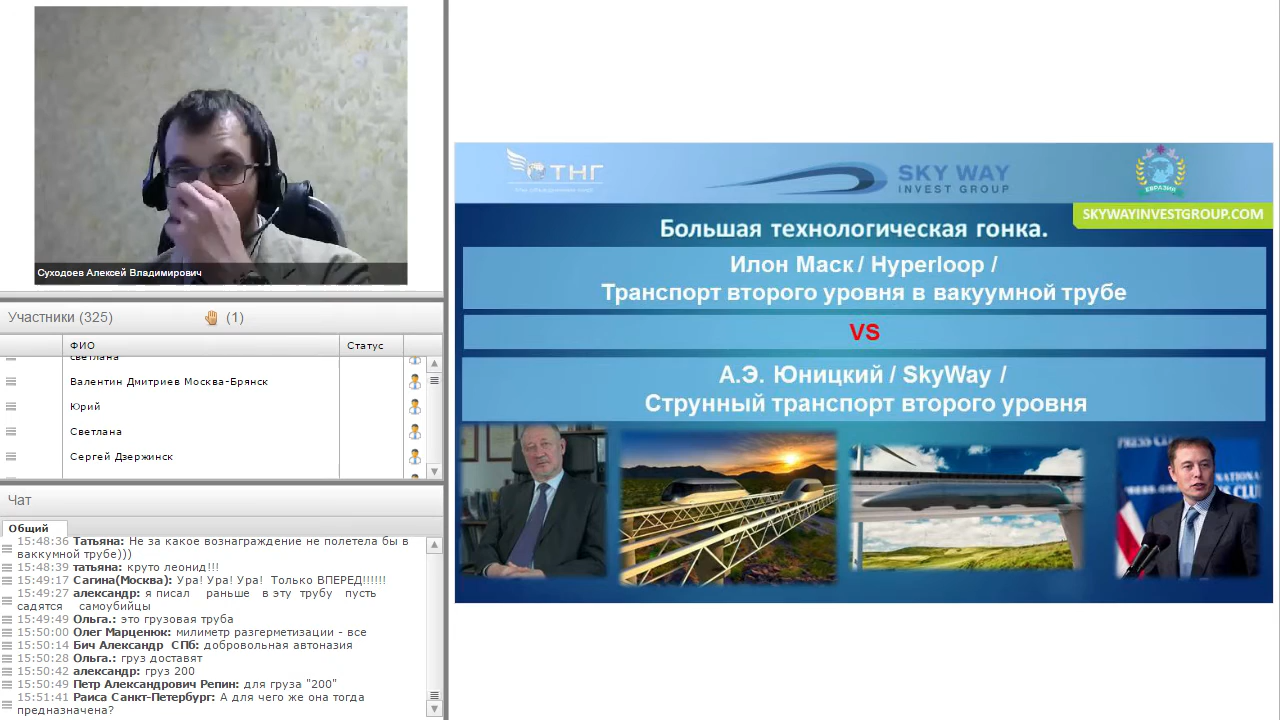 Суходоев Алексей Владимирович
Участники (325)
(1)
ФИО
Статус
светлана
Валентин Дмитриёв Москва-Брянск
Юрий
Светлана
Сергей Дзержинск
Чат
Общий
15:48:36 Татьяна: Не за какое вознаграждение не полетела бы в
ваккумной трубе)))
15:48:39 татьяна: круто леонид!!!
15:49:17 Сагина(Москва): Ура! Ура! Ура! Только ВПЕРЕД!!!!!!
15:49:27 александр: я писал раньше в эту трубу пусть
садятся самоубийцы
15:49:49 Ольга.: это грузовая труба
15:50:00 Олег Марценюк: милиметр разгерметизации - все
15:50:14 Бич Александр СПб: добровольная автоназия
15:50:28 Ольга.: груз доставят
15:50:42 александр: груз 200
15:50:49 Петр Александрович Репин: для груза "200"
15:51:41 Раиса Санкт-Петербург: А для чего же она тогда
предназначена?
ТНГ
SKY WAY
INVEST GROUP
ЕВРАЗИЯ
SKYWAYINVESTGROUP.COM
Большая технологическая гонка.
Илон Маск / Hyperloop /
Транспорт второго уровня в вакуумной трубе
VS
А.Э. Юницкий / SkyWay /
Струнный транспорт второго уровня